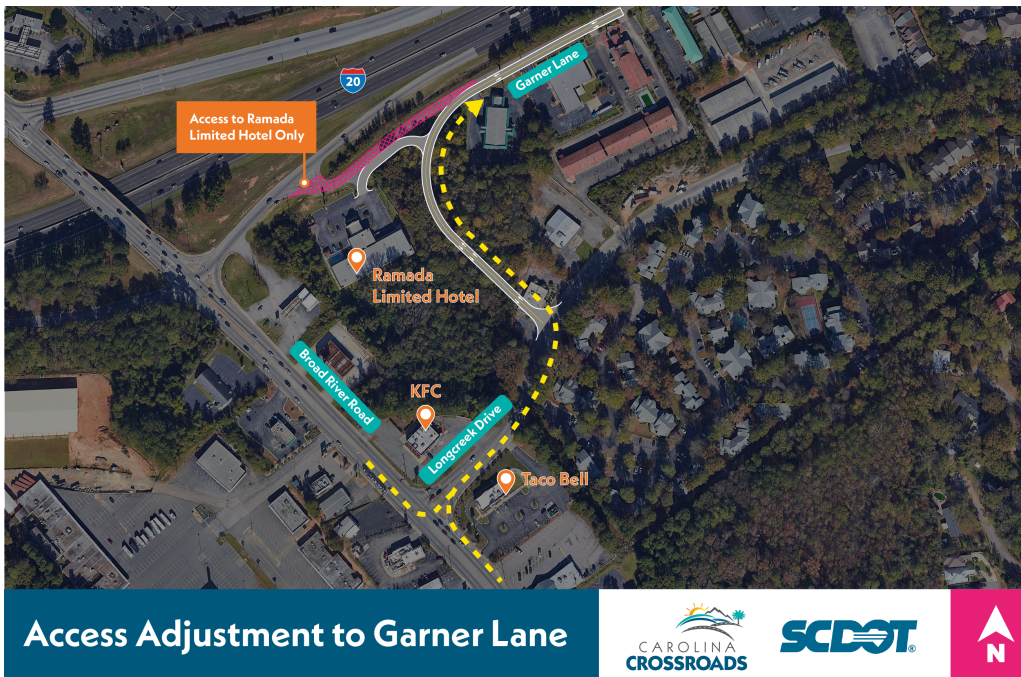 20
Garner Lane
Access to Ramada
Limited Hotel Only
Ramada
Limited Hotel
Broad River Road
KFC
Longcreek Drive
Taco Bell
Access Adjustment to Garner Lane
CAROLINA
CROSSROADS
SCDOT®
N